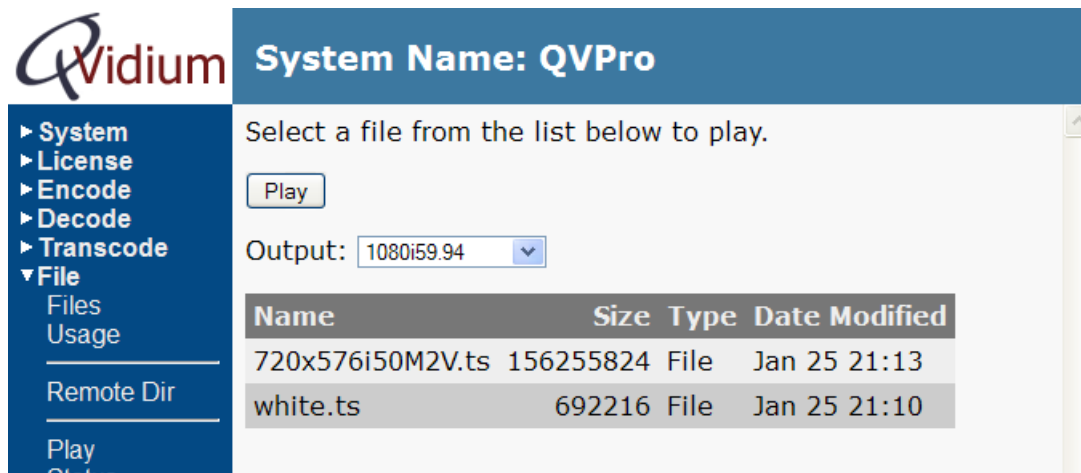 QVidium
System Name: QVPro
System
License
Encode
Decode
Transcode
File
Files
Usage
Remote Dir
Play
Select a file from the list below to play.
Play
Output: 1080i59.94
Name Size Type Date Modified
720x576i50M2V.ts 156255824 File Jan 25 21:13
white.ts 692216 File Jan 25 21:10